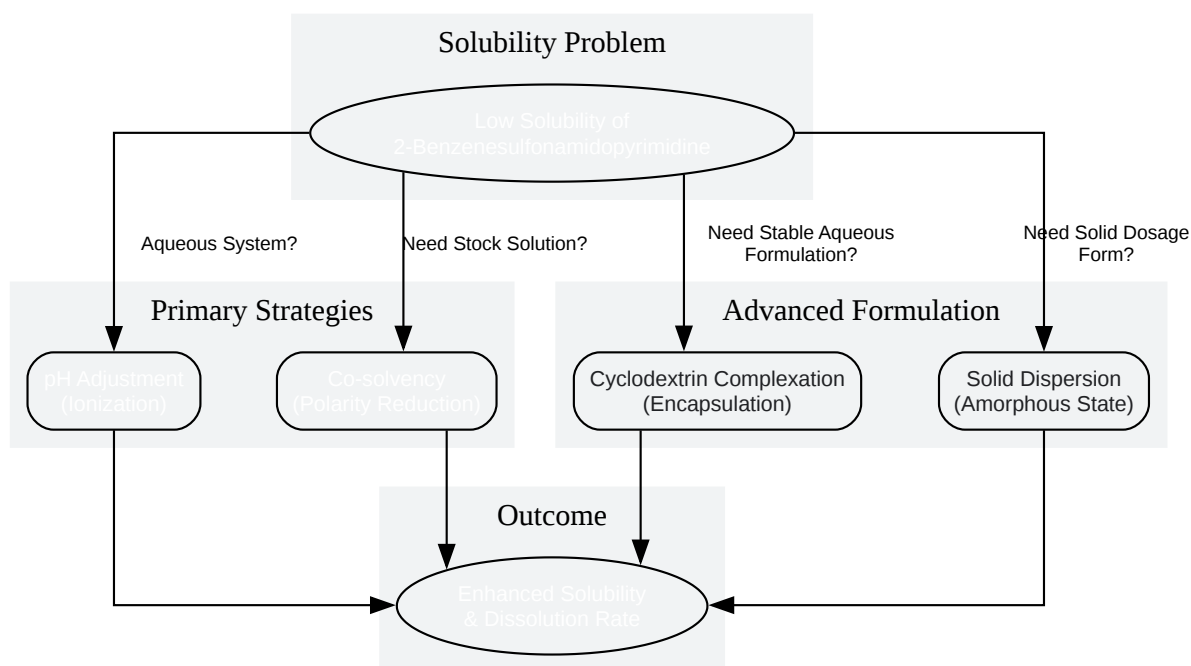 Solubility Problem
Low Solubility of
2-Benzenesulfonamidopyrimidine
Aqueous System?
Need Stock Solution?
Need Stable Aqueous
Formulation?
Need Solid Dosage
Form?
Primary Strategies
Advanced Formulation
pH Adjustment
(Ionization)
Co-solvency
(Polarity Reduction)
Cyclodextrin Complexation
(Encapsulation)
Solid Dispersion
(Amorphous State)
Outcome
Enhanced Solubility
& Dissolution Rate